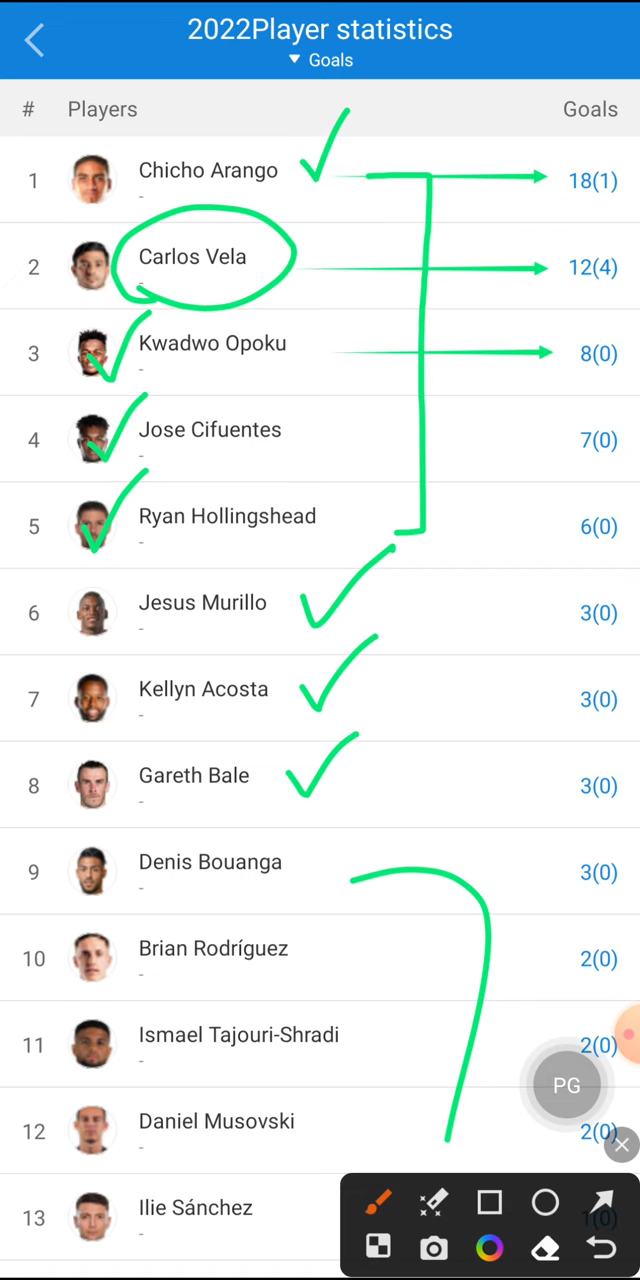 2022Player statistics
▼ Goals
# Players Goals
1 Chicho Arango 18(1)
-
2 Carlos Vela 12(4)
-
3 Kwadwo Opoku 8(0)
-
4 Jose Cifuentes 7(0)
-
5 Ryan Hollingshead 6(0)
-
6 Jesus Murillo 3(0)
-
7 Kellyn Acosta 3(0)
-
8 Gareth Bale 3(0)
-
9 Denis Bouanga 3(0)
-
10 Brian Rodríguez 2(0)
-
11 Ismael Tajouri-Shradi 2(0)
-
PG
12 Daniel Musovski 2(0)
-
13 Ilie Sánchez 1(0)